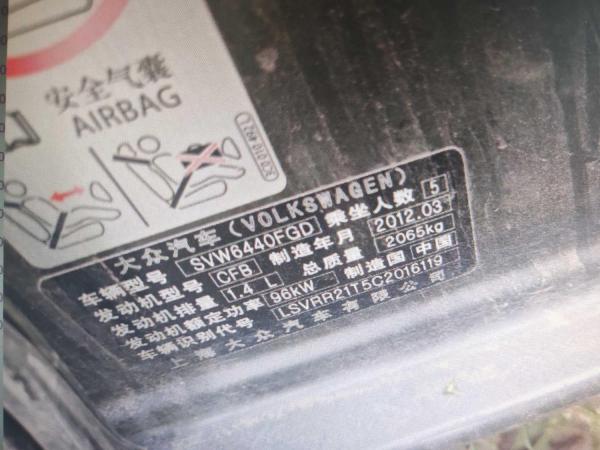 安全气囊
AIRBAG
大众汽车(VOLKSWAGEN)
车辆型号 SVW6440FGD 乘坐人数 5
发动机型号 CFB 制造年月 2012.03
发动机排量 1.4 L 总质量 2065kg
发动机额定功率 96kW 制造国 中国
车辆识别代号 LSVRR21T5C2016119
上海大众汽车有限公司